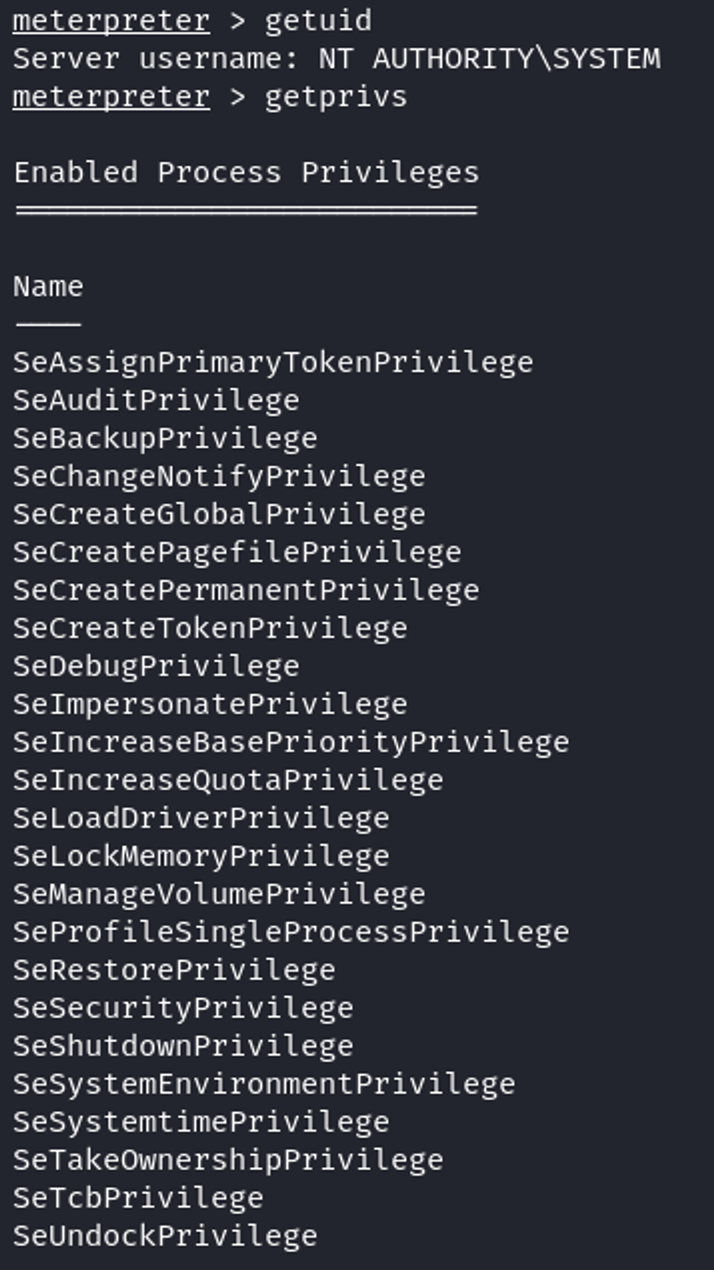 meterpreter > getuid
Server username: NT AUTHORITY\SYSTEM
meterpreter > getprivs
Enabled Process Privileges
==========================
Name
----
SeAssignPrimaryTokenPrivilege
SeAuditPrivilege
SeBackupPrivilege
SeChangeNotifyPrivilege
SeCreateGlobalPrivilege
SeCreatePagefilePrivilege
SeCreatePermanentPrivilege
SeCreateTokenPrivilege
SeDebugPrivilege
SeImpersonatePrivilege
SeIncreaseBasePriorityPrivilege
SeIncreaseQuotaPrivilege
SeLoadDriverPrivilege
SeLockMemoryPrivilege
SeManageVolumePrivilege
SeProfileSingleProcessPrivilege
SeRestorePrivilege
SeSecurityPrivilege
SeShutdownPrivilege
SeSystemEnvironmentPrivilege
SeSystemtimePrivilege
SeTakeOwnershipPrivilege
SeTcbPrivilege
SeUndockPrivilege